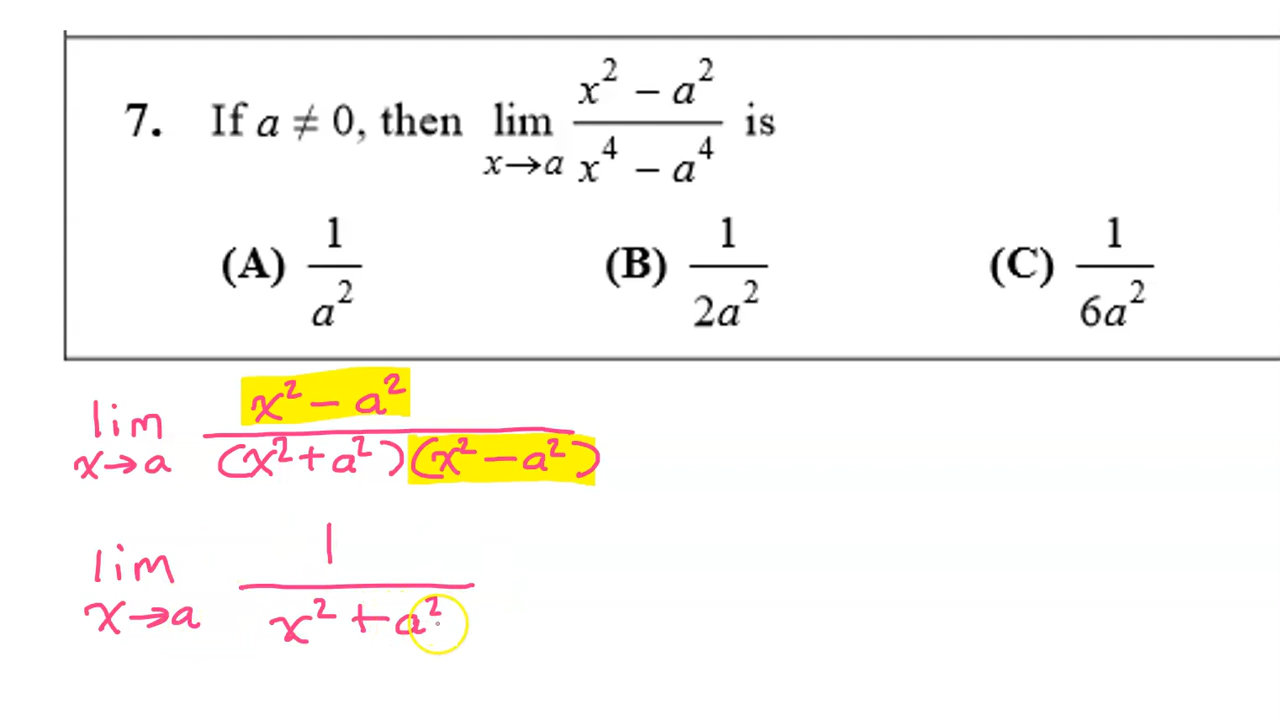 7. If a ≠ 0, then lim x→a (x² − a²)/(x⁴ − a⁴) is
(A) 1/a² (B) 1/2a² (C) 1/6a²
lim x→a (x² − a²)/((x² + a²)(x² − a²))
lim x→a 1/(x² + a²)